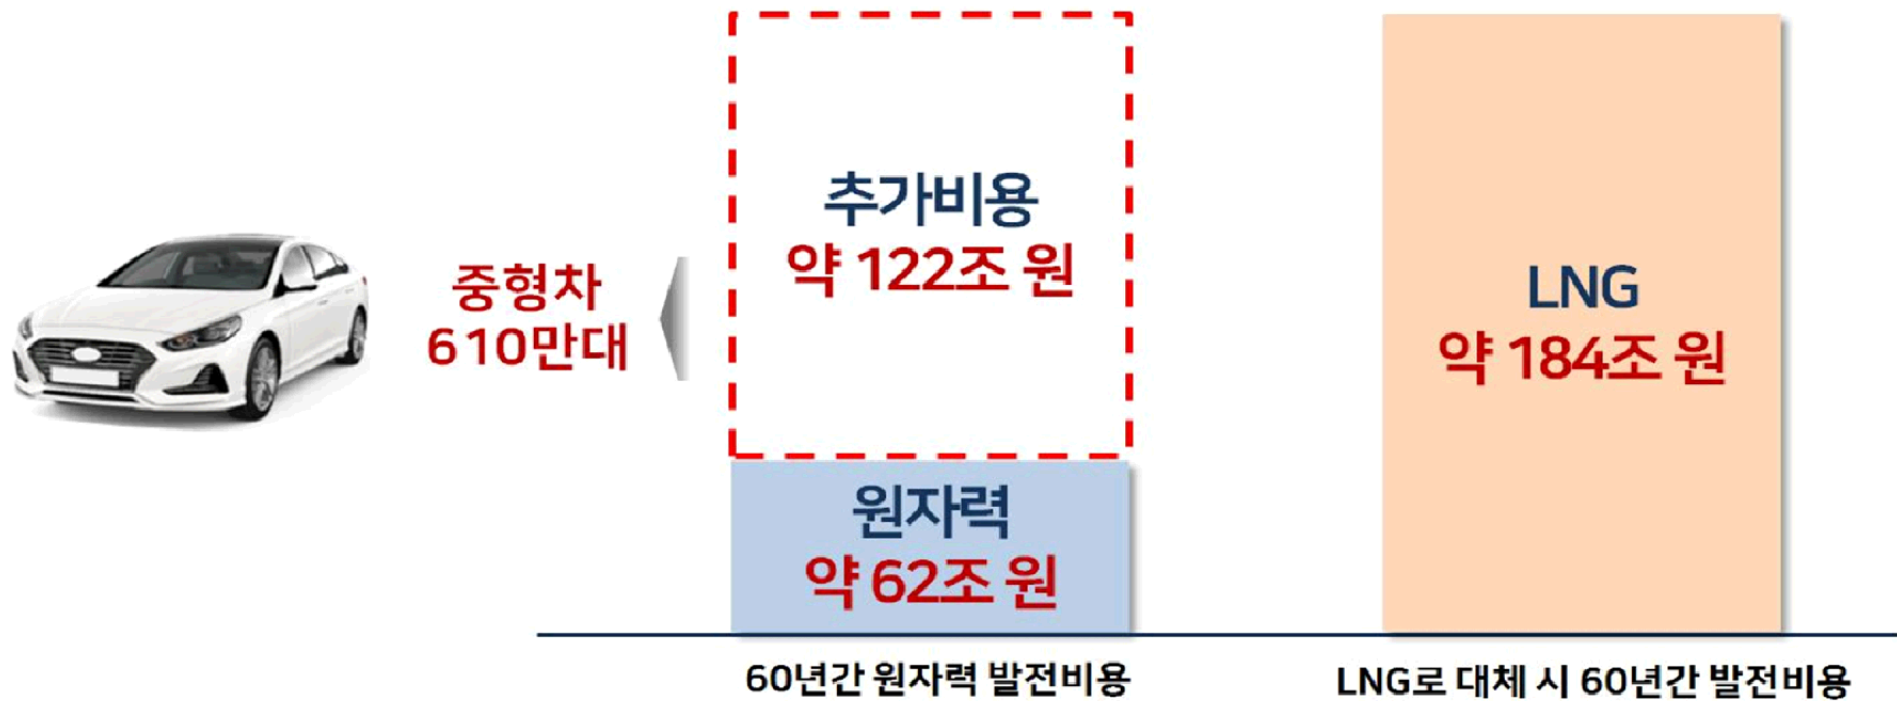 중형차
610만대
추가비용
약 122조 원
원자력
약 62조 원
60년간 원자력 발전비용
LNG
약 184조 원
LNG로 대체 시 60년간 발전비용